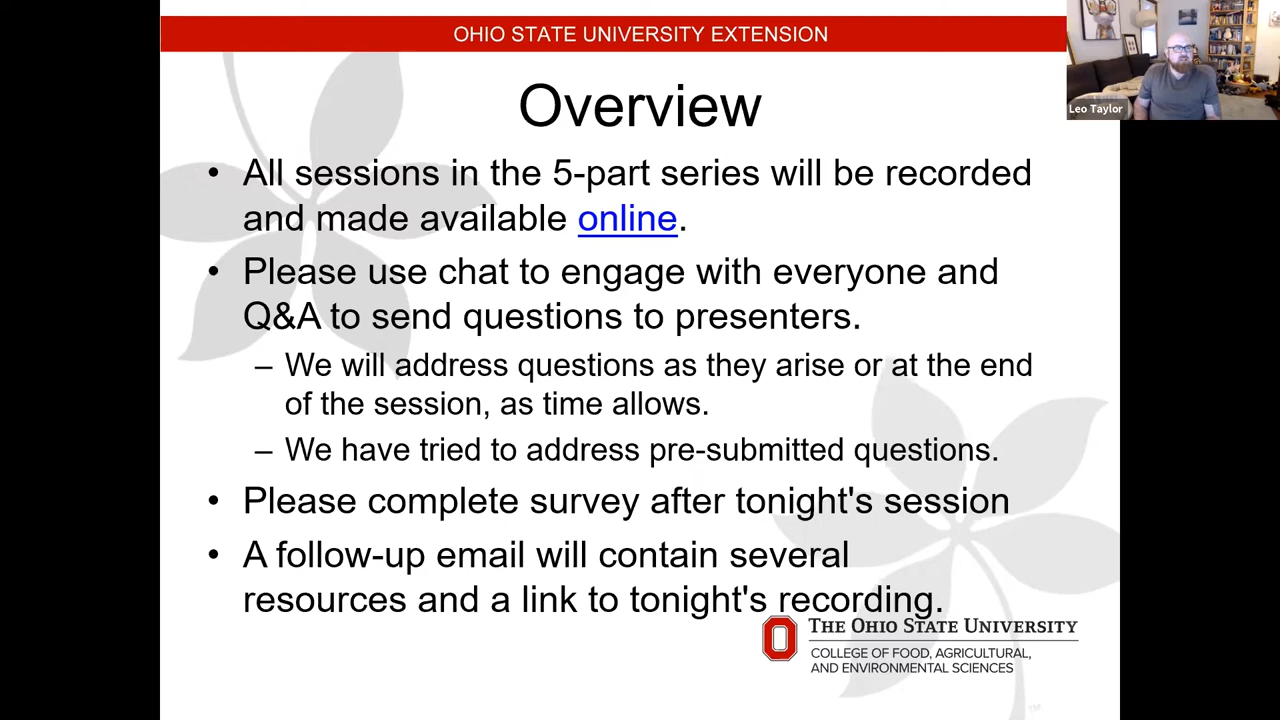 OHIO STATE UNIVERSITY EXTENSION
Leo Taylor
Overview
• All sessions in the 5-part series will be recorded
and made available online.
• Please use chat to engage with everyone and
Q&A to send questions to presenters.
– We will address questions as they arise or at the end
of the session, as time allows.
– We have tried to address pre-submitted questions.
• Please complete survey after tonight's session
• A follow-up email will contain several
resources and a link to tonight's recording.
THE OHIO STATE UNIVERSITY
COLLEGE OF FOOD, AGRICULTURAL,
AND ENVIRONMENTAL SCIENCES
TM